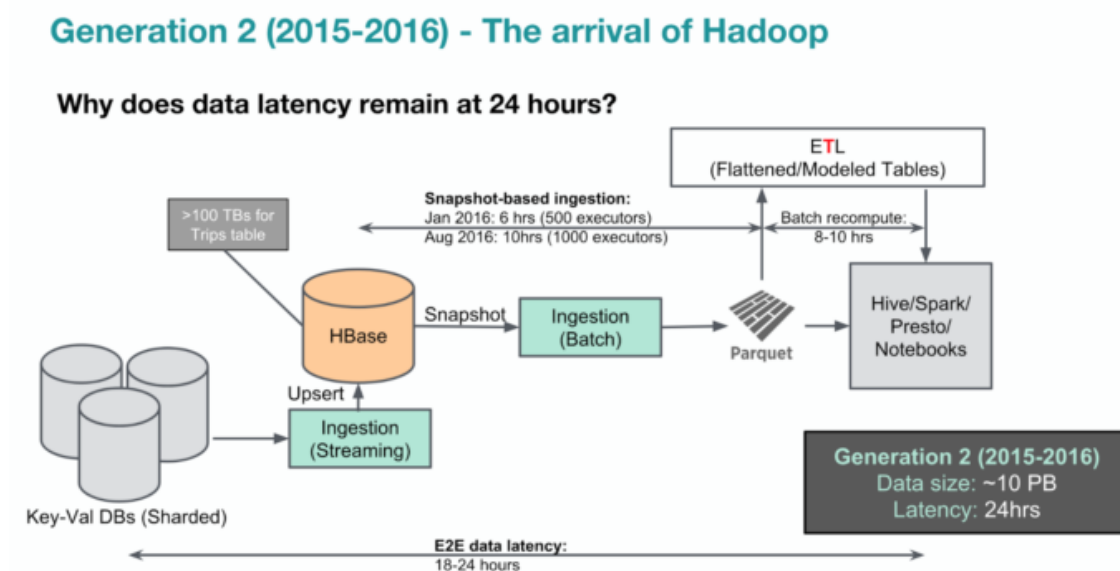 Generation 2 (2015-2016) - The arrival of Hadoop
Why does data latency remain at 24 hours?
ETL
(Flattened/Modeled Tables)
Snapshot-based ingestion:
Jan 2016: 6 hrs (500 executors)
Aug 2016: 10hrs (1000 executors)
Batch recompute:
8-10 hrs
>100 TBs for
Trips table
HBase
Snapshot
Ingestion
(Batch)
Parquet
Hive/Spark/
Presto/
Notebooks
Upsert
Ingestion
(Streaming)
Key-Val DBs (Sharded)
Generation 2 (2015-2016)
Data size: ~10 PB
Latency: 24hrs
E2E data latency:
18-24 hours